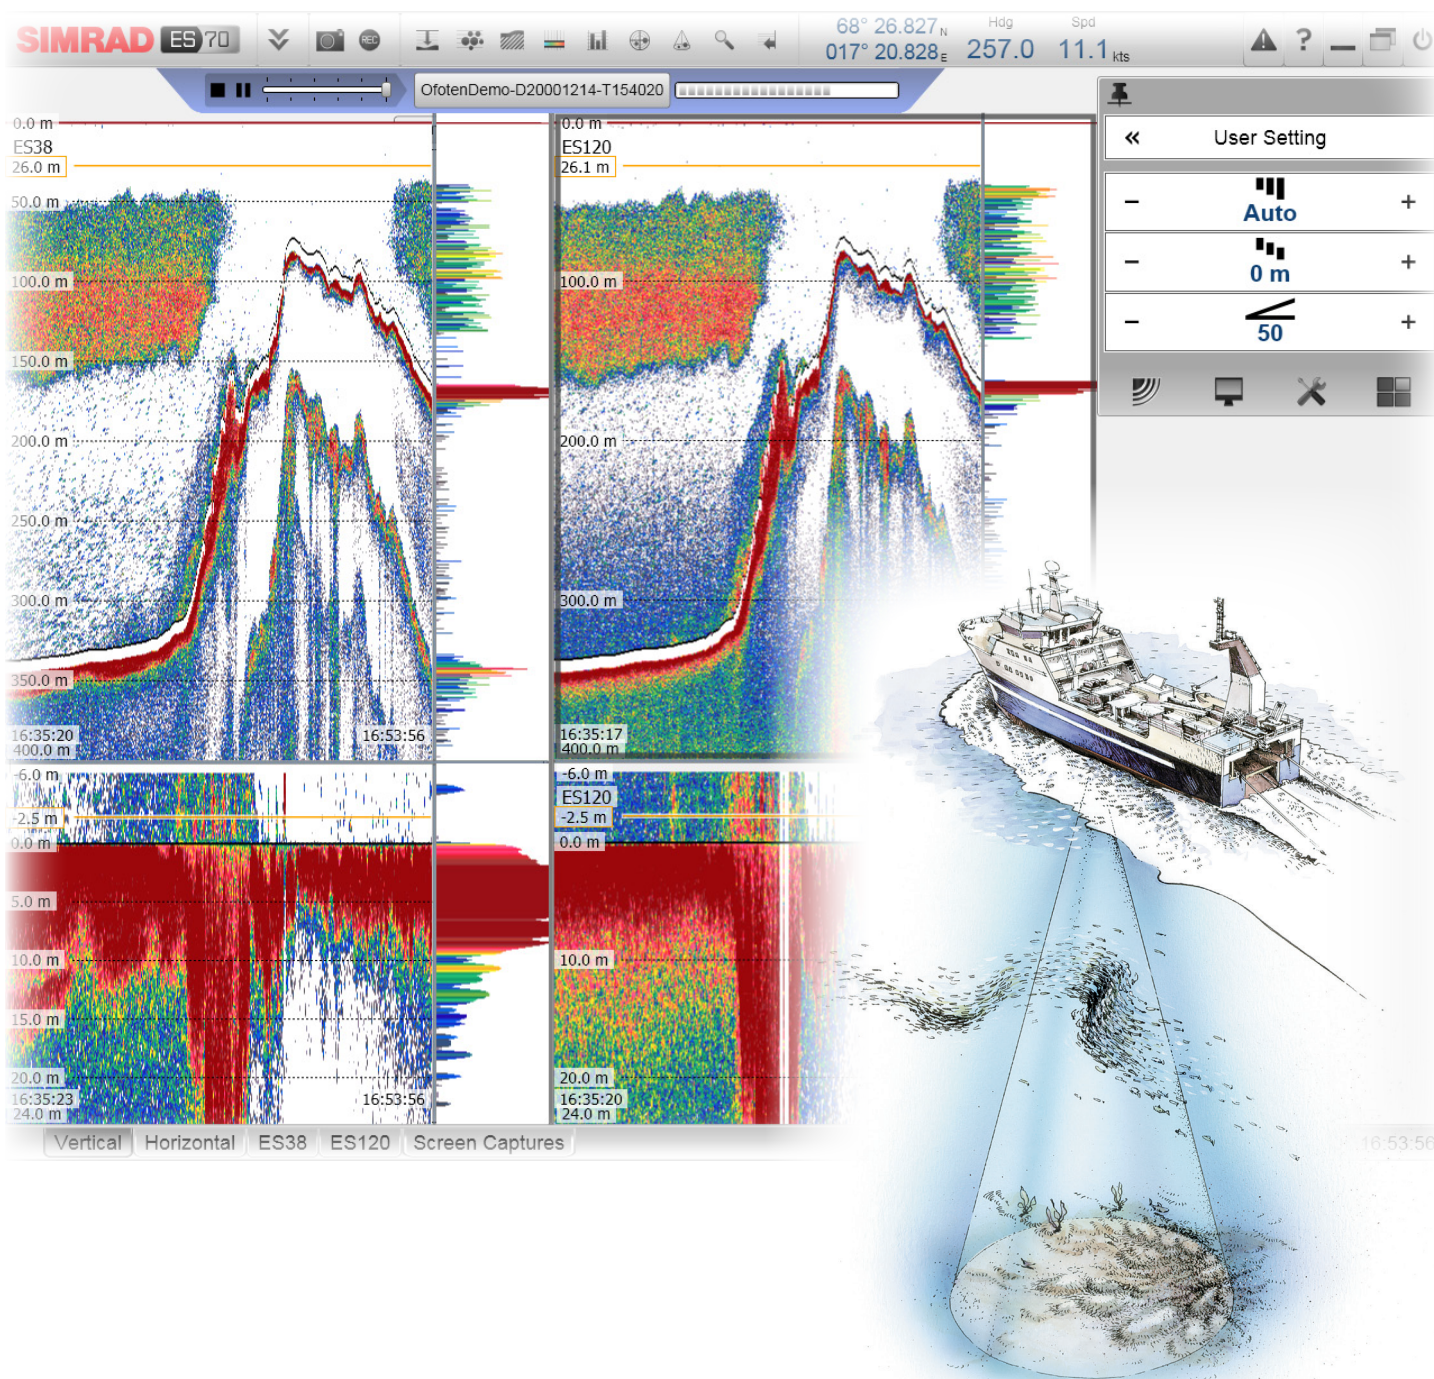 SIMRAD ES 70
REC
68° 26.827 N
017° 20.828 E
Hdg
257.0
Spd
11.1 kts
?
OfotenDemo-D20001214-T154020
« User Setting
− Auto +
− 0 m +
− 50 +
0.0 m
ES38
26.0 m
50.0 m
100.0 m
150.0 m
200.0 m
250.0 m
300.0 m
350.0 m
16:35:20 16:53:56
400.0 m
0.0 m
ES120
26.1 m
100.0 m
200.0 m
300.0 m
16:35:17
400.0 m
-6.0 m
-2.5 m
0.0 m
5.0 m
10.0 m
15.0 m
20.0 m
16:35:23 16:53:56
24.0 m
-6.0 m
ES120
-2.5 m
0.0 m
10.0 m
20.0 m
16:35:20
24.0 m
Vertical Horizontal ES38 ES120 Screen Captures
16:53:56